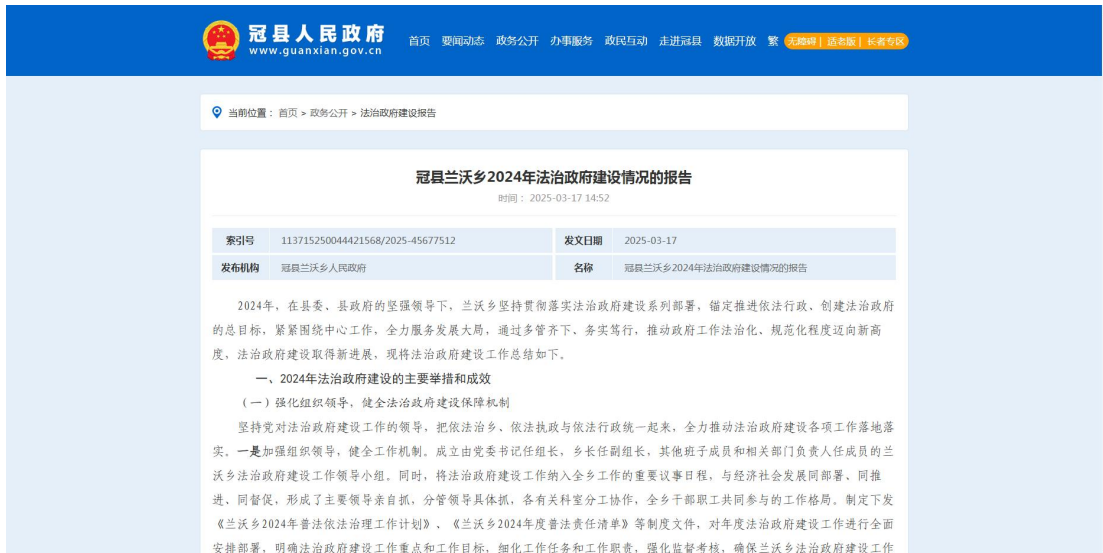 冠县人民政府
www.guanxian.gov.cn
首页 要闻动态 政务公开 办事服务 政民互动 走进冠县 数据开放 繁 无障碍 | 适老版 | 长者专区
当前位置： 首页 > 政务公开 > 法治政府建设报告
冠县兰沃乡2024年法治政府建设情况的报告
时间： 2025-03-17 14:52
索引号 113715250044421568/2025-45677512 发文日期 2025-03-17
发布机构 冠县兰沃乡人民政府 名称 冠县兰沃乡2024年法治政府建设情况的报告
2024年，在县委、县政府的坚强领导下，兰沃乡坚持贯彻落实法治政府建设系列部署，锚定推进依法行政、创建法治政府
的总目标，紧紧围绕中心工作，全力服务发展大局，通过多管齐下、务实笃行，推动政府工作法治化、规范化程度迈向新高
度，法治政府建设取得新进展，现将法治政府建设工作总结如下。
一、2024年法治政府建设的主要举措和成效
（一）强化组织领导，健全法治政府建设保障机制
坚持党对法治政府建设工作的领导，把依法治乡、依法执政与依法行政统一起来，全力推动法治政府建设各项工作落地落
实。一是加强组织领导，健全工作机制。成立由党委书记任组长，乡长任副组长，其他班子成员和相关部门负责人任成员的兰
沃乡法治政府建设工作领导小组。同时，将法治政府建设工作纳入全乡工作的重要议事日程，与经济社会发展同部署、同推
进、同督促，形成了主要领导亲自抓，分管领导具体抓，各有关科室分工协作，全乡干部职工共同参与的工作格局。制定下发
《兰沃乡2024年普法依法治理工作计划》、《兰沃乡2024年度普法责任清单》等制度文件，对年度法治政府建设工作进行全面
安排部署，明确法治政府建设工作重点和工作目标，细化工作任务和工作职责，强化监督考核，确保兰沃乡法治政府建设工作